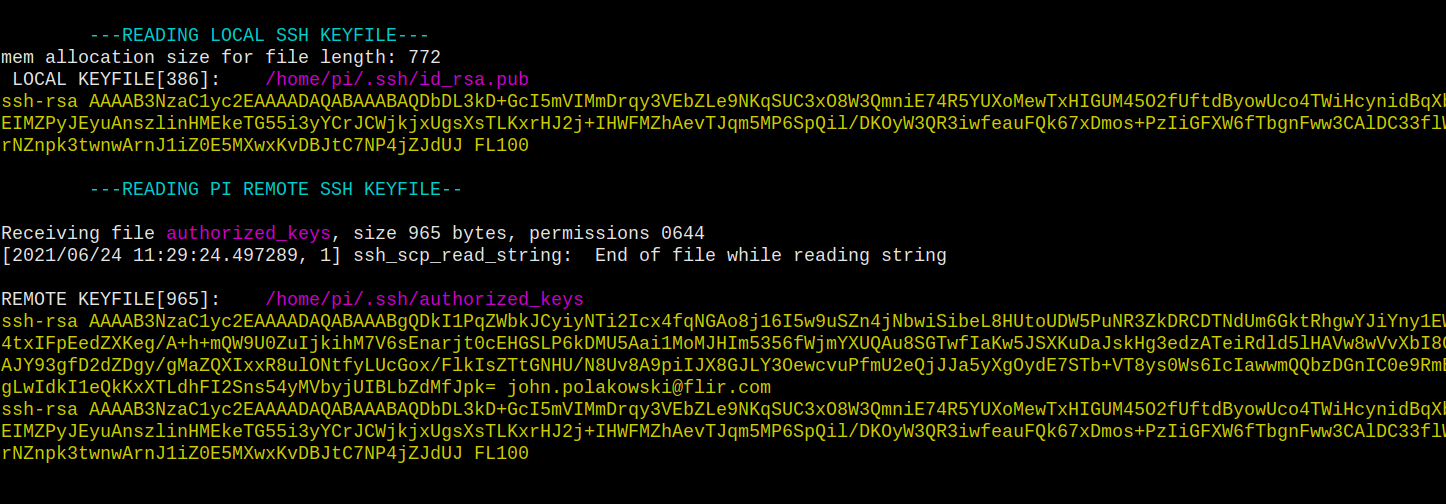 ---READING LOCAL SSH KEYFILE---
mem allocation size for file length: 772
LOCAL KEYFILE[386]: /home/pi/.ssh/id_rsa.pub
ssh-rsa AAAAB3NzaC1yc2EAAAADAQABAAABAQDbDL3kD+GcI5mVIMmDrqy3VEbZLe9NKqSUC3xO8W3QmniE74R5YUXoMewTxHIGUM45O2fUftdByowUco4TWiHcynidBqXb
EIMZPyJEyuAnszlinHMEkeTG55i3yYCrJCWjkjxUgsXsTLKxrHJ2j+IHWFMZhAevTJqm5MP6SpQil/DKOyW3QR3iwfeauFQk67xDmos+PzIiGFXW6fTbgnFww3CAlDC33flW
rNZnpk3twnwArnJ1iZ0E5MXwxKvDBJtC7NP4jZJdUJ FL100
---READING PI REMOTE SSH KEYFILE--
Receiving file authorized_keys, size 965 bytes, permissions 0644
[2021/06/24 11:29:24.497289, 1] ssh_scp_read_string:  End of file while reading string
REMOTE KEYFILE[965]: /home/pi/.ssh/authorized_keys
ssh-rsa AAAAB3NzaC1yc2EAAAADAQABAAABgQDkI1PqZWbkJCyiyNTi2Icx4fqNGAo8j16I5w9uSZn4jNbwiSibeL8HUtoUDW5PuNR3ZkDRCDTNdUm6GktRhgwYJiYny1EW
4txIFpEedZXKeg/A+h+mQW9U0ZuIjkihM7V6sEnarjt0cEHGSLP6kDMU5Aai1MoMJHIm5356fWjmYXUQAu8SGTwfIaKw5JSXKuDaJskHg3edzATeiRdld5lHAVw8wVvXbI8C
AJY93gfD2dZDgy/gMaZQXIxxR8ulONtfyLUcGox/FlkIsZTtGNHU/N8Uv8A9piIJX8GJLY3OewcvuPfmU2eQjJJa5yXgOydE7STb+VT8ys0Ws6IcIawwmQQbzDGnIC0e9RmE
gLwIdkI1eQkKxXTLdhFI2Sns54yMVbyjUIBLbZdMfJpk= john.polakowski@flir.com
ssh-rsa AAAAB3NzaC1yc2EAAAADAQABAAABAQDbDL3kD+GcI5mVIMmDrqy3VEbZLe9NKqSUC3xO8W3QmniE74R5YUXoMewTxHIGUM45O2fUftdByowUco4TWiHcynidBqXb
EIMZPyJEyuAnszlinHMEkeTG55i3yYCrJCWjkjxUgsXsTLKxrHJ2j+IHWFMZhAevTJqm5MP6SpQil/DKOyW3QR3iwfeauFQk67xDmos+PzIiGFXW6fTbgnFww3CAlDC33flW
rNZnpk3twnwArnJ1iZ0E5MXwxKvDBJtC7NP4jZJdUJ FL100